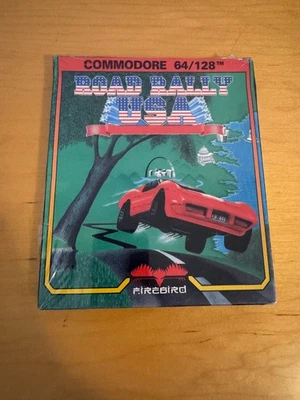 COMMODORE 64/128™
ROAD RALLY
USA
FIREBIRD